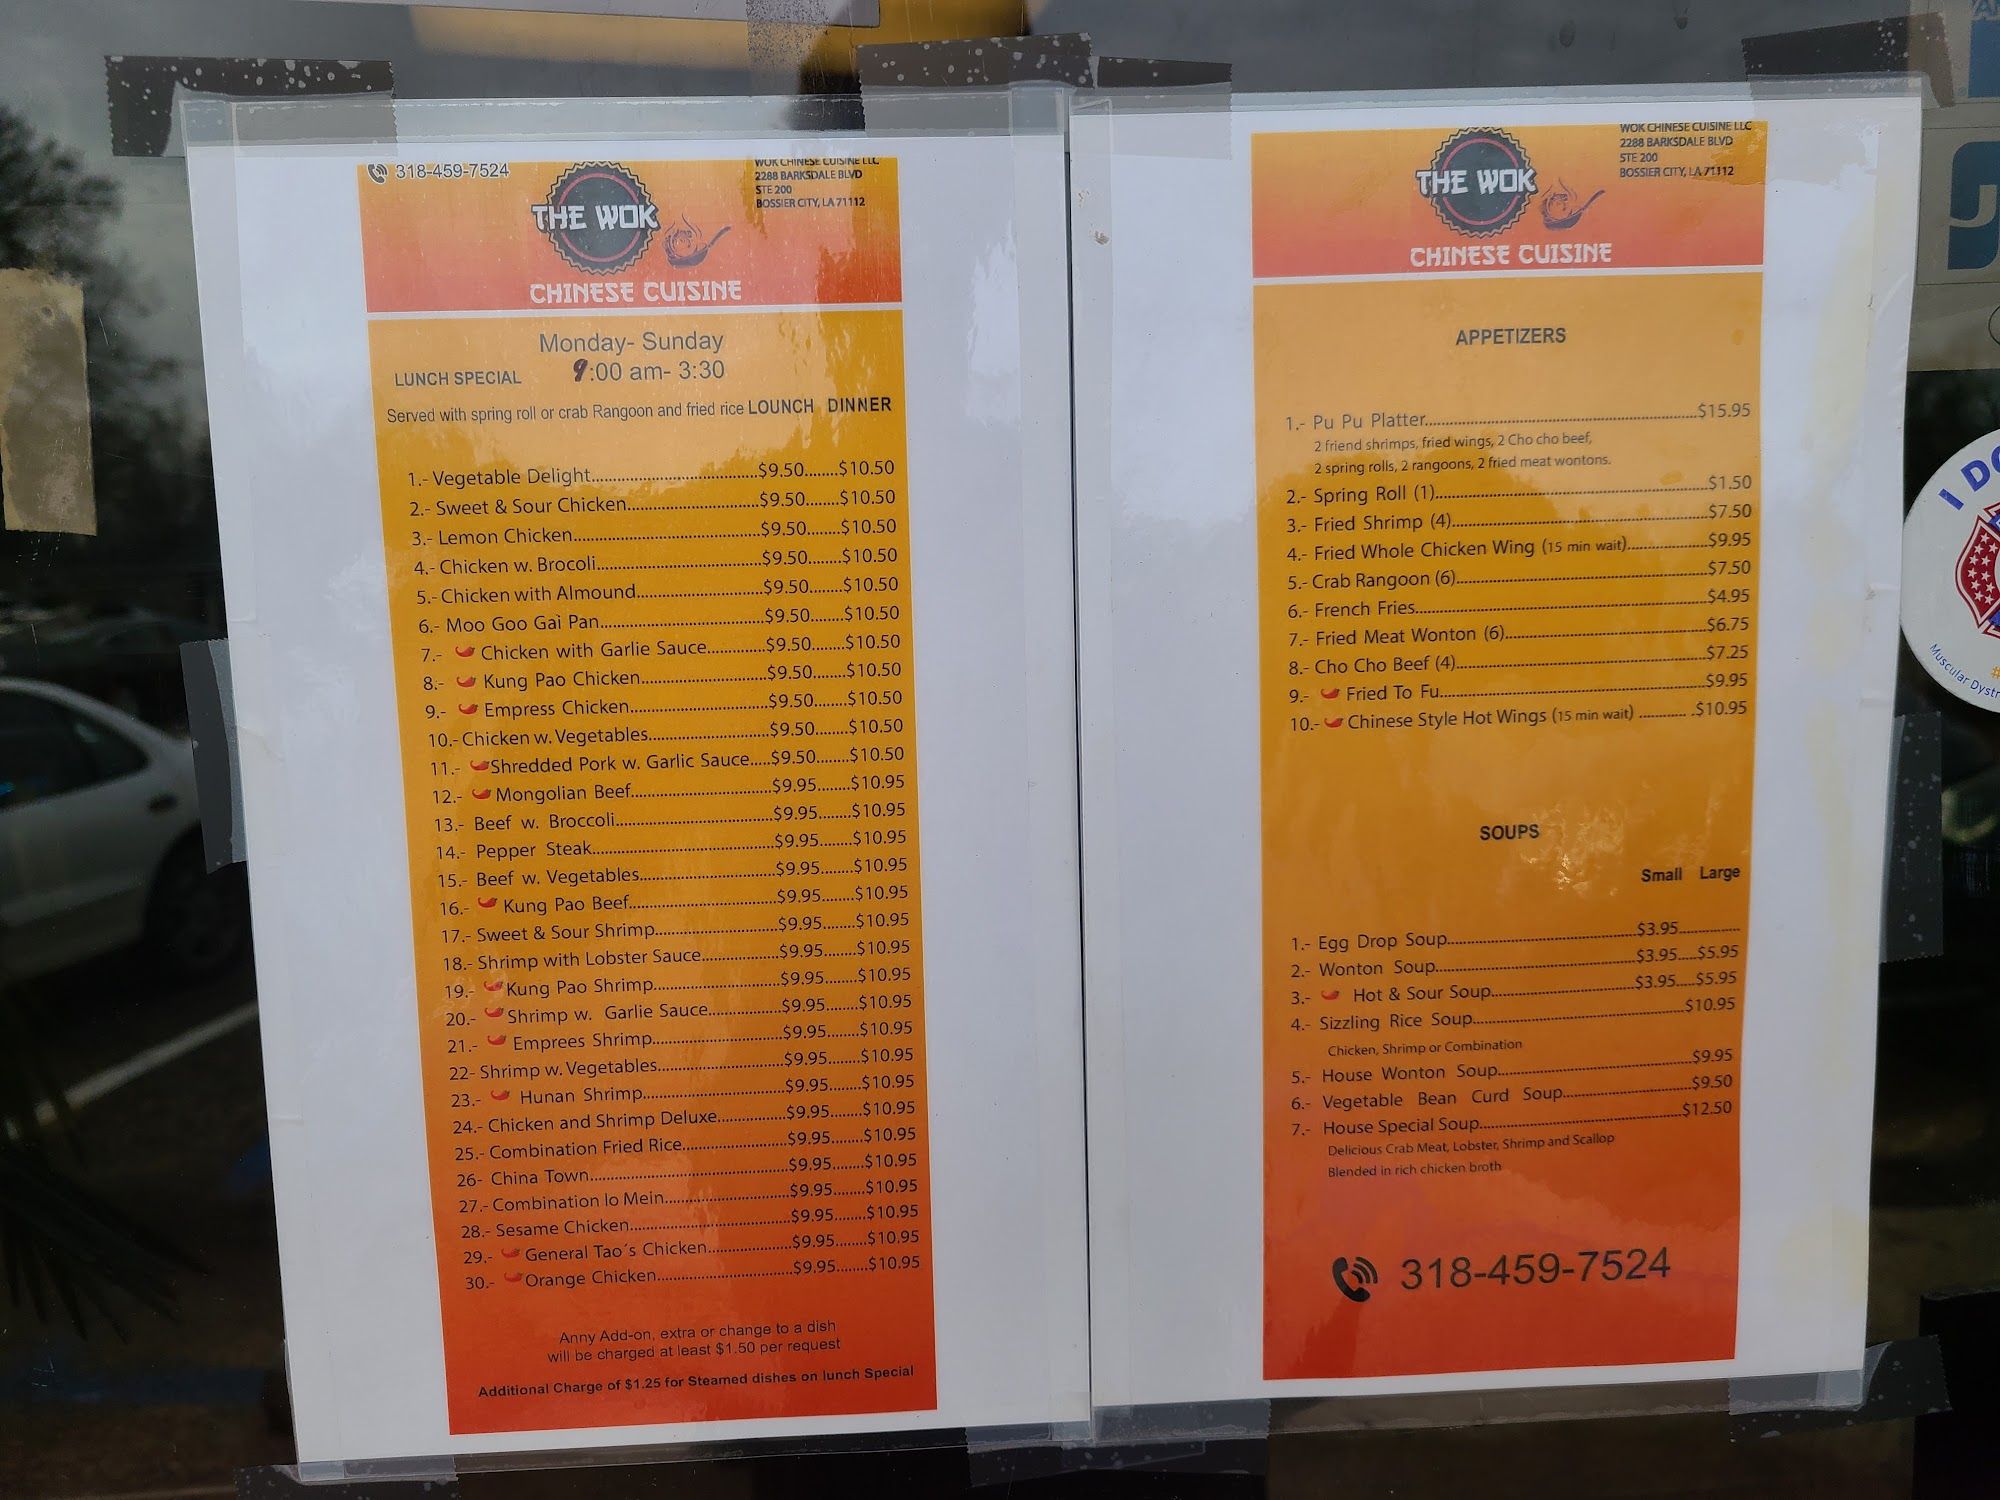 318-459-7524
WOK CHINESE CUISINE LLC
2288 BARKSDALE BLVD
STE 200
BOSSIER CITY, LA 71112
THE WOK
CHINESE CUISINE
Monday- Sunday
LUNCH SPECIAL 9:00 am- 3:30
Served with spring roll or crab Rangoon and fried rice LOUNCH DINNER
1.- Vegetable Delight..........$9.50.......$10.50
2.- Sweet & Sour Chicken..........$9.50.......$10.50
3.- Lemon Chicken..........$9.50.......$10.50
4.- Chicken w. Brocoli..........$9.50.......$10.50
5.- Chicken with Almound..........$9.50.......$10.50
6.- Moo Goo Gaì Pan..........$9.50.......$10.50
7.- Chicken with Garlie Sauce..........$9.50.......$10.50
8.- Kung Pao Chicken..........$9.50.......$10.50
9.- Empress Chicken..........$9.50.......$10.50
10.- Chicken w. Vegetables..........$9.50.......$10.50
11.- Shredded Pork w. Garlic Sauce.....$9.50.......$10.50
12.- Mongolian Beef..........$9.95.......$10.95
13.- Beef w. Broccoli..........$9.95.......$10.95
14.- Pepper Steak..........$9.95.......$10.95
15.- Beef w. Vegetables..........$9.95.......$10.95
16.- Kung Pao Beef..........$9.95.......$10.95
17.- Sweet & Sour Shrimp..........$9.95.......$10.95
18.- Shrimp with Lobster Sauce..........$9.95.......$10.95
19.- Kung Pao Shrimp..........$9.95.......$10.95
20.- Shrimp w. Garlie Sauce..........$9.95.......$10.95
21.- Emprees Shrimp..........$9.95.......$10.95
22- Shrimp w. Vegetables..........$9.95.......$10.95
23.- Hunan Shrimp..........$9.95.......$10.95
24.- Chicken and Shrimp Deluxe..........$9.95.......$10.95
25.- Combination Fried Rice..........$9.95.......$10.95
26- China Town..........$9.95.......$10.95
27.- Combination lo Mein..........$9.95.......$10.95
28.- Sesame Chicken..........$9.95.......$10.95
29.- General Tao´s Chicken..........$9.95.......$10.95
30.- Orange Chicken..........$9.95.......$10.95
Anny Add-on, extra or change to a dish
will be charged at least $1.50 per request
Additional Charge of $1.25 for Steamed dishes on lunch Special
WOK CHINESE CUISINE LLC
2288 BARKSDALE BLVD
STE 200
BOSSIER CITY, LA 71112
THE WOK
CHINESE CUISINE
APPETIZERS
1.- Pu Pu Platter..........$15.95
2 friend shrimps, fried wings, 2 Cho cho beef,
2 spring rolls, 2 rangoons, 2 fried meat wontons.
2.- Spring Roll (1)..........$1.50
3.- Fried Shrimp (4)..........$7.50
4.- Fried Whole Chicken Wing (15 min wait)..........$9.95
5.- Crab Rangoon (6)..........$7.50
6.- French Fries..........$4.95
7.- Fried Meat Wonton (6)..........$6.75
8.- Cho Cho Beef (4)..........$7.25
9.- Fried To Fu..........$9.95
10.- Chinese Style Hot Wings (15 min wait) .......... .$10.95
SOUPS
Small Large
1.- Egg Drop Soup..........$3.95..........
2.- Wonton Soup..........$3.95.....$5.95
3.- Hot & Sour Soup..........$3.95.....$5.95
4.- Sizzling Rice Soup..........$10.95
Chicken, Shrimp or Combination
5.- House Wonton Soup..........$9.95
6.- Vegetable Bean Curd Soup..........$9.50
7.- House Special Soup..........$12.50
Delicious Crab Meat, Lobster, Shrimp and Scallop
Blended in rich chicken broth
318-459-7524
I DO
Muscular Dystr